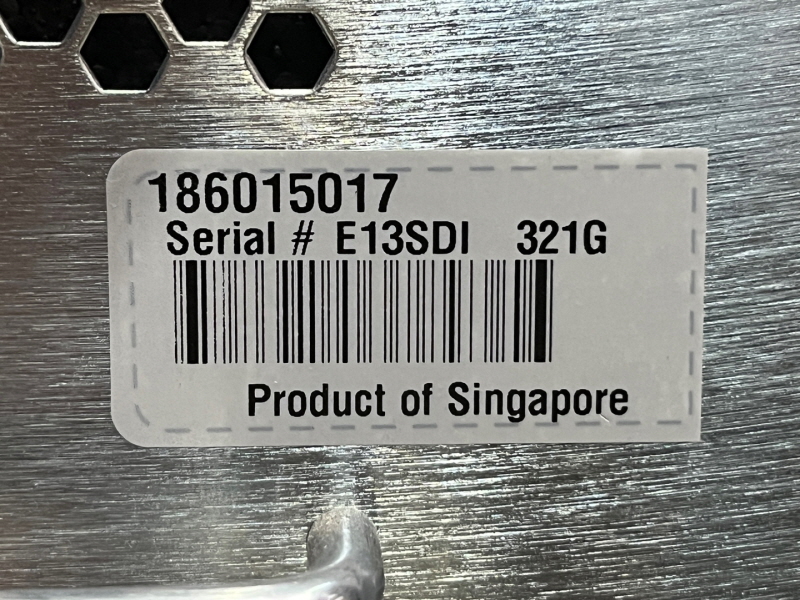 186015017
Serial # E13SDI 321G
Product of Singapore